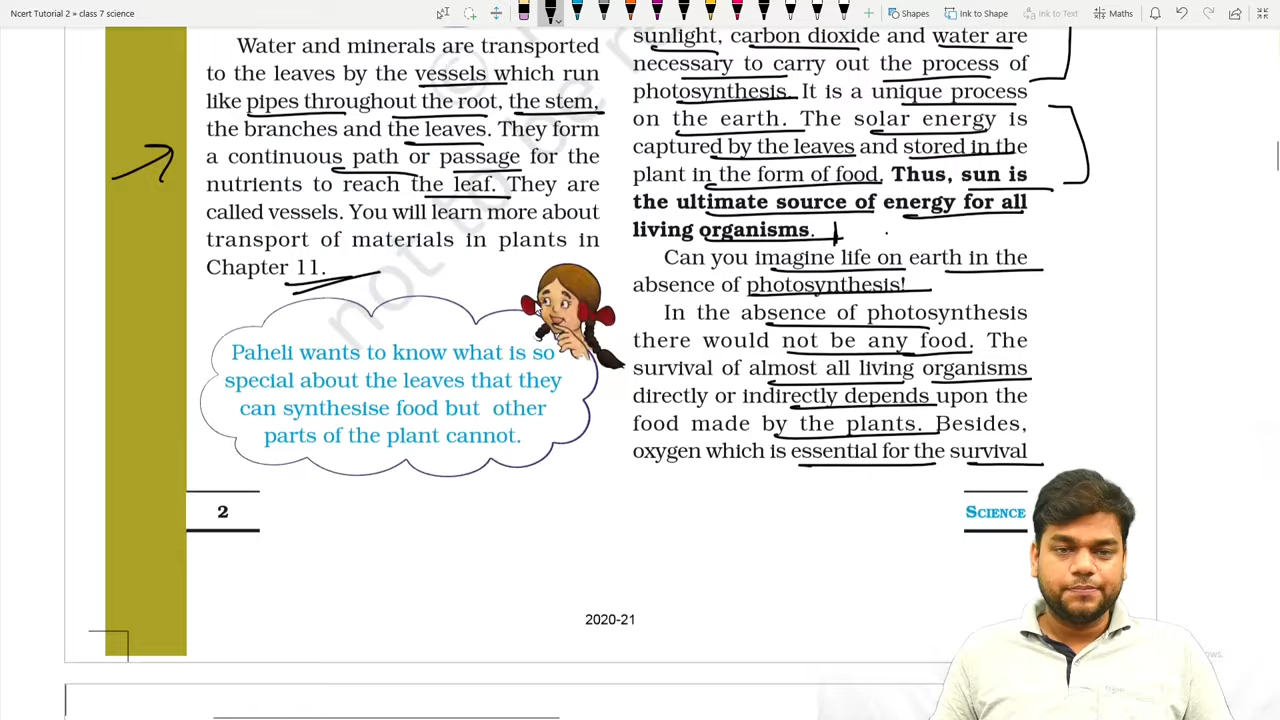 Ncert Tutorial 2 » class 7 science
Shapes
Ink to Shape
Ink to Text
Maths
Water and minerals are transported
to the leaves by the vessels which run
like pipes throughout the root, the stem,
the branches and the leaves. They form
a continuous path or passage for the
nutrients to reach the leaf. They are
called vessels. You will learn more about
transport of materials in plants in
Chapter 11.
Paheli wants to know what is so
special about the leaves that they
can synthesise food but other
parts of the plant cannot.
2
sunlight, carbon dioxide and water are
necessary to carry out the process of
photosynthesis. It is a unique process
on the earth. The solar energy is
captured by the leaves and stored in the
plant in the form of food. Thus, sun is
the ultimate source of energy for all
living organisms.
Can you imagine life on earth in the
absence of photosynthesis!
In the absence of photosynthesis
there would not be any food. The
survival of almost all living organisms
directly or indirectly depends upon the
food made by the plants. Besides,
oxygen which is essential for the survival
SCIENCE
2020-21
not to be